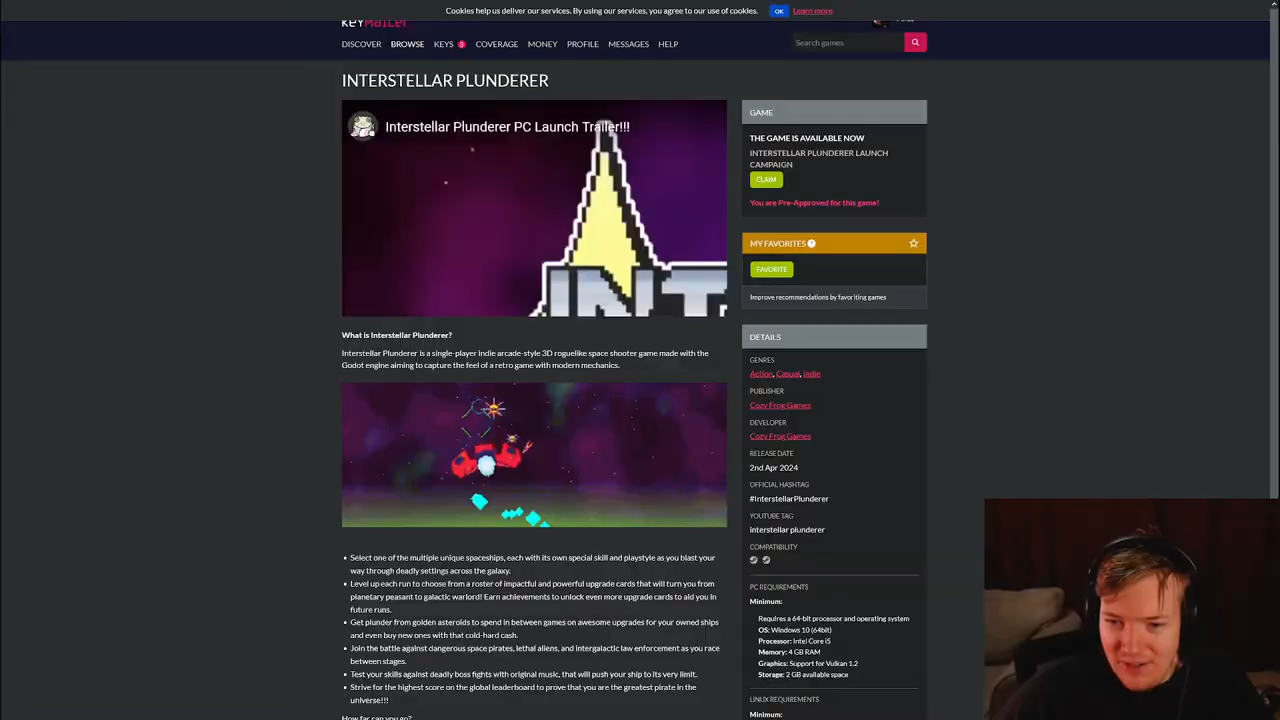 Cookies help us deliver our services. By using our services, you agree to our use of cookies. OK Learn more
KEYMAILER
DISCOVER BROWSE KEYS 3 COVERAGE MONEY PROFILE MESSAGES HELP Search games
INTERSTELLAR PLUNDERER
Interstellar Plunderer PC Launch Trailer!!!
INT
What is Interstellar Plunderer?
Interstellar Plunderer is a single-player indie arcade-style 3D roguelike space shooter game made with the
Godot engine aiming to capture the feel of a retro game with modern mechanics.
• Select one of the multiple unique spaceships, each with its own special skill and playstyle as you blast your
way through deadly settings across the galaxy.
• Level up each run to choose from a roster of impactful and powerful upgrade cards that will turn you from
planetary peasant to galactic warlord! Earn achievements to unlock even more upgrade cards to aid you in
future runs.
• Get plunder from golden asteroids to spend in between games on awesome upgrades for your owned ships
and even buy new ones with that cold-hard cash.
• Join the battle against dangerous space pirates, lethal aliens, and intergalactic law enforcement as you race
between stages.
• Test your skills against deadly boss fights with original music, that will push your ship to its very limit.
• Strive for the highest score on the global leaderboard to prove that you are the greatest pirate in the
universe!!!
How far can you go?
GAME
THE GAME IS AVAILABLE NOW
INTERSTELLAR PLUNDERER LAUNCH
CAMPAIGN
CLAIM
You are Pre-Approved for this game!
MY FAVORITES ?
FAVORITE
Improve recommendations by favoriting games
DETAILS
GENRES
Action, Casual, Indie
PUBLISHER
Cozy Frog Games
DEVELOPER
Cozy Frog Games
RELEASE DATE
2nd Apr 2024
OFFICIAL HASHTAG
#InterstellarPlunderer
YOUTUBE TAG
interstellar plunderer
COMPATIBILITY
PC REQUIREMENTS
Minimum:
Requires a 64-bit processor and operating system
OS: Windows 10 (64bit)
Processor: Intel Core i5
Memory: 4 GB RAM
Graphics: Support for Vulkan 1.2
Storage: 2 GB available space
LINUX REQUIREMENTS
Minimum: